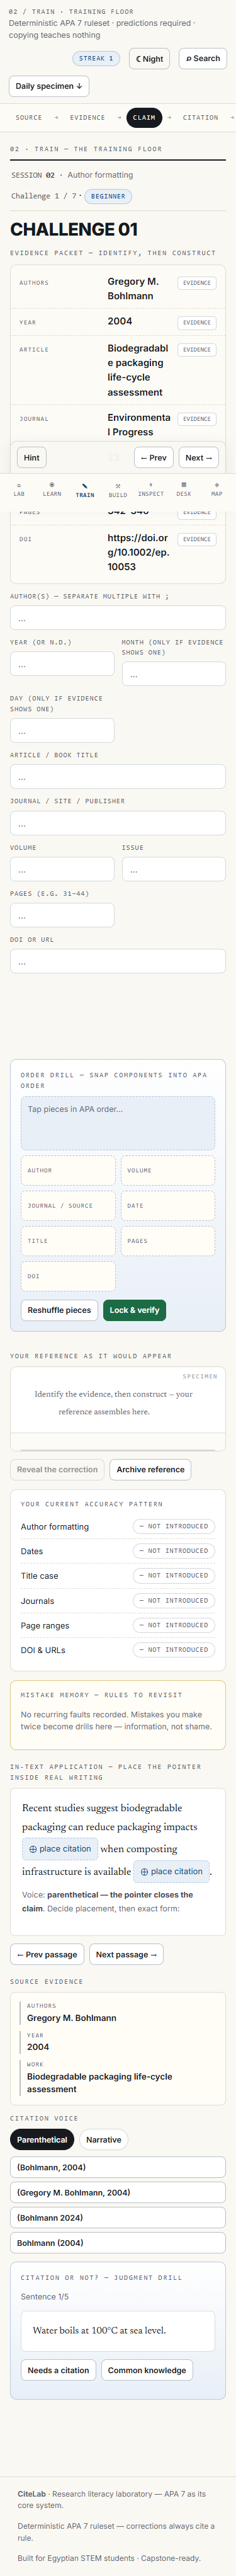 02 / TRAIN · TRAINING FLOOR
Deterministic APA 7 ruleset · predictions required ·
copying teaches nothing
STREAK 1
☾ Night
⌕ Search
Daily specimen ↓
SOURCE → EVIDENCE → CLAIM → CITATION →
02 · TRAIN — THE TRAINING FLOOR
SESSION 02 · Author formatting
Challenge 1 / 7 · BEGINNER
CHALLENGE 01
EVIDENCE PACKET — IDENTIFY, THEN CONSTRUCT
AUTHORS
Gregory M.
Bohlmann
EVIDENCE
YEAR
2004
EVIDENCE
ARTICLE
Biodegradabl
e packaging
life-cycle
assessment
EVIDENCE
JOURNAL
Environmenta
l Progress
EVIDENCE
Hint
← Prev
Next →
LAB
LEARN
TRAIN
BUILD
INSPECT
DESK
MAP
PAGES
342–346
EVIDENCE
DOI
https://doi.or
g/10.1002/ep.
10053
EVIDENCE
AUTHOR(S) — SEPARATE MULTIPLE WITH ;
…
YEAR (OR N.D.)
…
MONTH (ONLY IF EVIDENCE
SHOWS ONE)
…
DAY (ONLY IF EVIDENCE
SHOWS ONE)
…
ARTICLE / BOOK TITLE
…
JOURNAL / SITE / PUBLISHER
…
VOLUME
…
ISSUE
…
PAGES (E.G. 31–44)
…
DOI OR URL
…
ORDER DRILL — SNAP COMPONENTS INTO APA
ORDER
Tap pieces in APA order…
AUTHOR
VOLUME
JOURNAL / SOURCE
DATE
TITLE
PAGES
DOI
Reshuffle pieces
Lock & verify
YOUR REFERENCE AS IT WOULD APPEAR
SPECIMEN
Identify the evidence, then construct — your
reference assembles here.
Reveal the correction
Archive reference
YOUR CURRENT ACCURACY PATTERN
Author formatting
— NOT INTRODUCED
Dates
— NOT INTRODUCED
Title case
— NOT INTRODUCED
Journals
— NOT INTRODUCED
Page ranges
— NOT INTRODUCED
DOI & URLs
— NOT INTRODUCED
MISTAKE MEMORY — RULES TO REVISIT
No recurring faults recorded. Mistakes you make
twice become drills here — information, not shame.
IN-TEXT APPLICATION — PLACE THE POINTER
INSIDE REAL WRITING
Recent studies suggest biodegradable
packaging can reduce packaging impacts
⊕ place citation when composting
infrastructure is available ⊕ place citation .
Voice: parenthetical — the pointer closes the
claim. Decide placement, then exact form:
← Prev passage
Next passage →
SOURCE EVIDENCE
AUTHORS
Gregory M. Bohlmann
YEAR
2004
WORK
Biodegradable packaging life-cycle
assessment
CITATION VOICE
Parenthetical
Narrative
(Bohlmann, 2004)
(Gregory M. Bohlmann, 2004)
(Bohlmann 2024)
Bohlmann (2004)
CITATION OR NOT? — JUDGMENT DRILL
Sentence 1/5
Water boils at 100°C at sea level.
Needs a citation
Common knowledge
CiteLab · Research literacy laboratory — APA 7 as its
core system.
Deterministic APA 7 ruleset — corrections always cite a
rule.
Built for Egyptian STEM students · Capstone-ready.